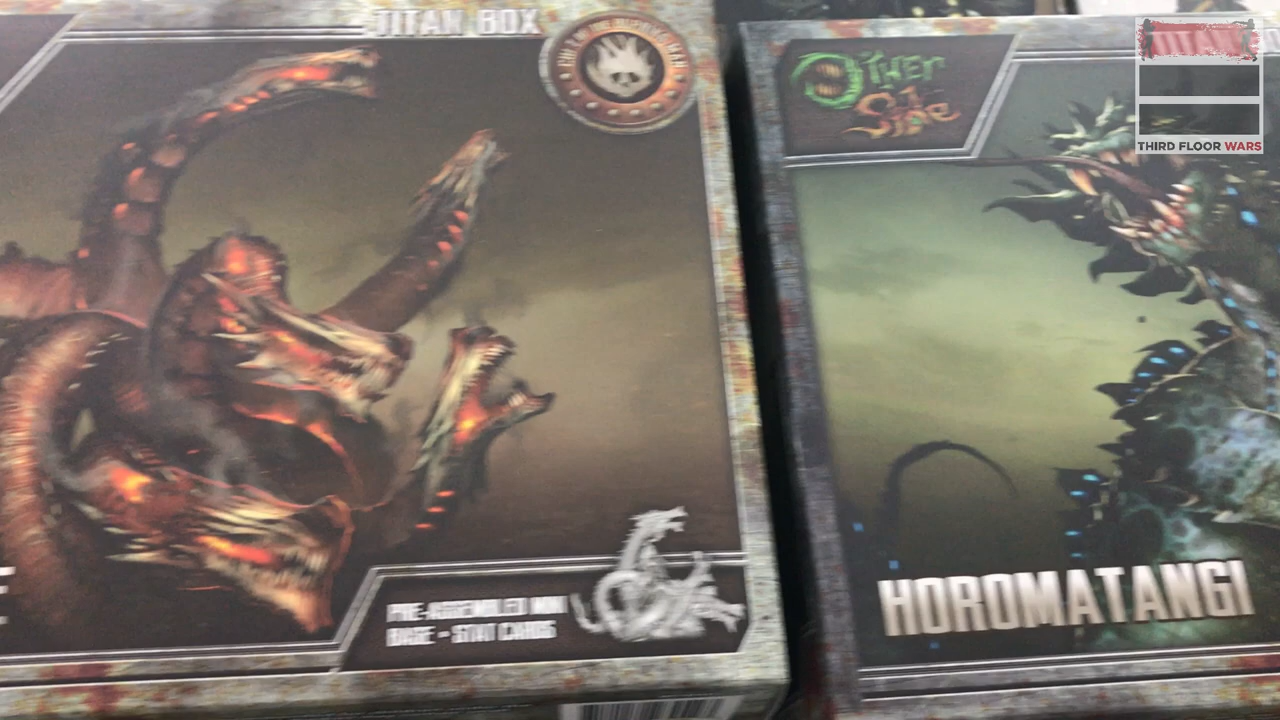 TITAN BOX
OTHER
SIDE
THIRD FLOOR WARS
PRE-ASSEMBLED MINI
BASE - STAT CARDS
HOROMATANGI